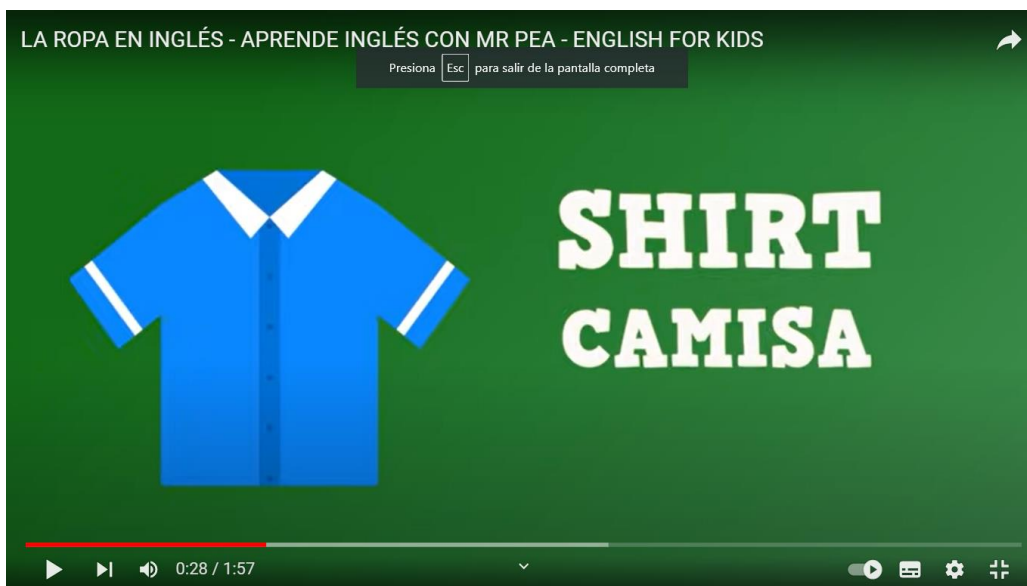 LA ROPA EN INGLÉS - APRENDE INGLÉS CON MR PEA - ENGLISH FOR KIDS
Presiona Esc para salir de la pantalla completa
SHIRT
CAMISA
0:28 / 1:57